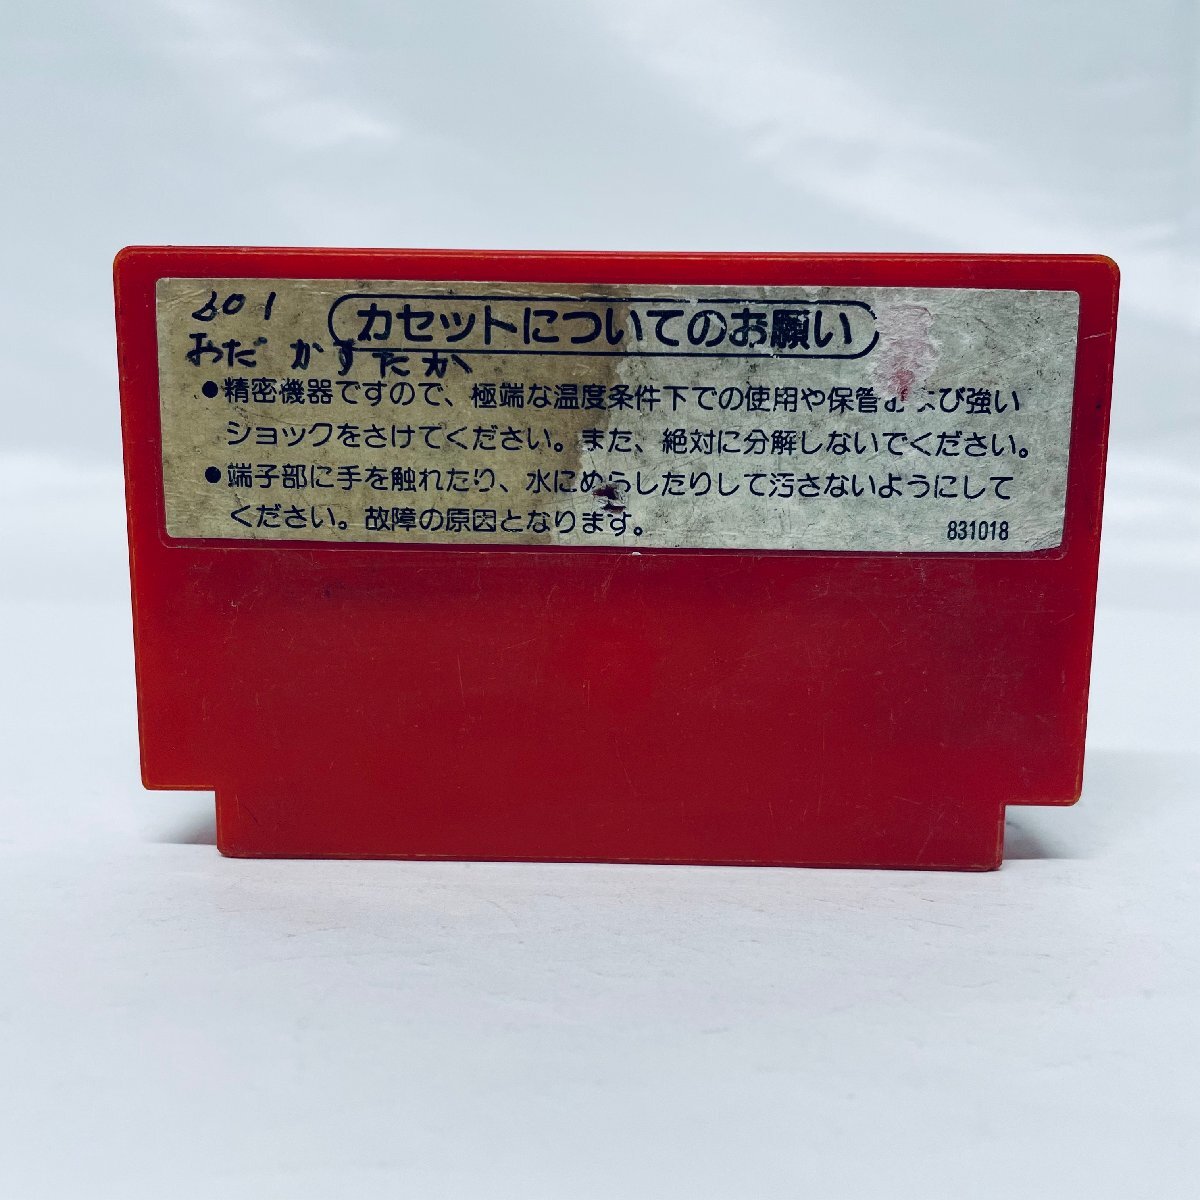 601
おだ かずたか
カセットについてのお願い
●精密機器ですので、極端な温度条件下での使用や保管および強い
ショックをさけてください。また、絶対に分解しないでください。
●端子部に手を触れたり、水にぬらしたりして汚さないようにして
ください。故障の原因となります。
831018